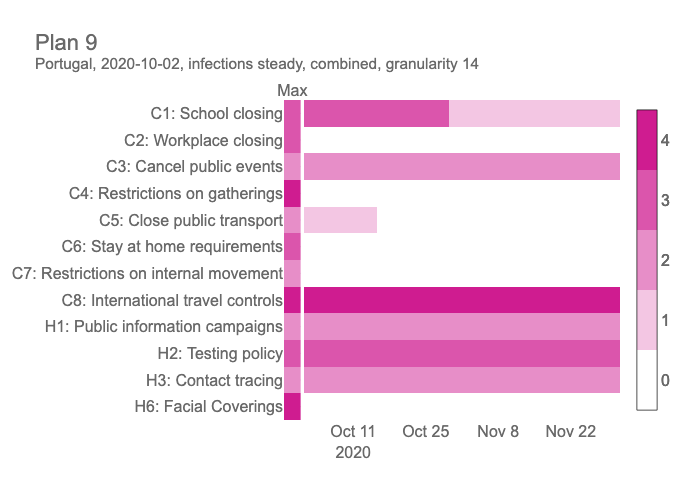 Plan 9
Portugal, 2020-10-02, infections steady, combined, granularity 14
Max
C1: School closing
C2: Workplace closing
C3: Cancel public events
C4: Restrictions on gatherings
C5: Close public transport
C6: Stay at home requirements
C7: Restrictions on internal movement
C8: International travel controls
H1: Public information campaigns
H2: Testing policy
H3: Contact tracing
H6: Facial Coverings
4
3
2
1
0
Oct 11 Oct 25 Nov 8 Nov 22
2020